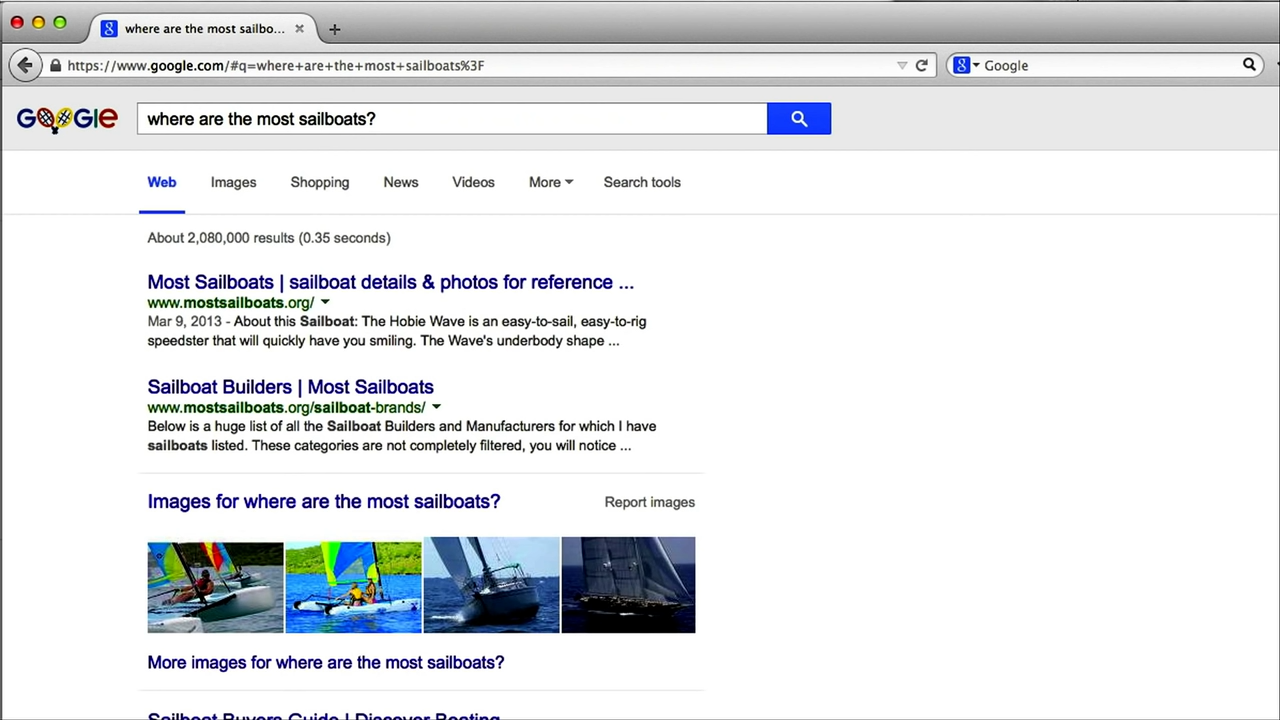 where are the most sailbo...
https://www.google.com/#q=where+are+the+most+sailboats%3F
Google
GOOGlE
where are the most sailboats?
Web Images Shopping News Videos More Search tools
About 2,080,000 results (0.35 seconds)
Most Sailboats | sailboat details & photos for reference ...
www.mostsailboats.org/
Mar 9, 2013 - About this Sailboat: The Hobie Wave is an easy-to-sail, easy-to-rig
speedster that will quickly have you smiling. The Wave's underbody shape ...
Sailboat Builders | Most Sailboats
www.mostsailboats.org/sailboat-brands/
Below is a huge list of all the Sailboat Builders and Manufacturers for which I have
sailboats listed. These categories are not completely filtered, you will notice ...
Images for where are the most sailboats? Report images
More images for where are the most sailboats?
Sailboat Buyers Guide | Discover Boating